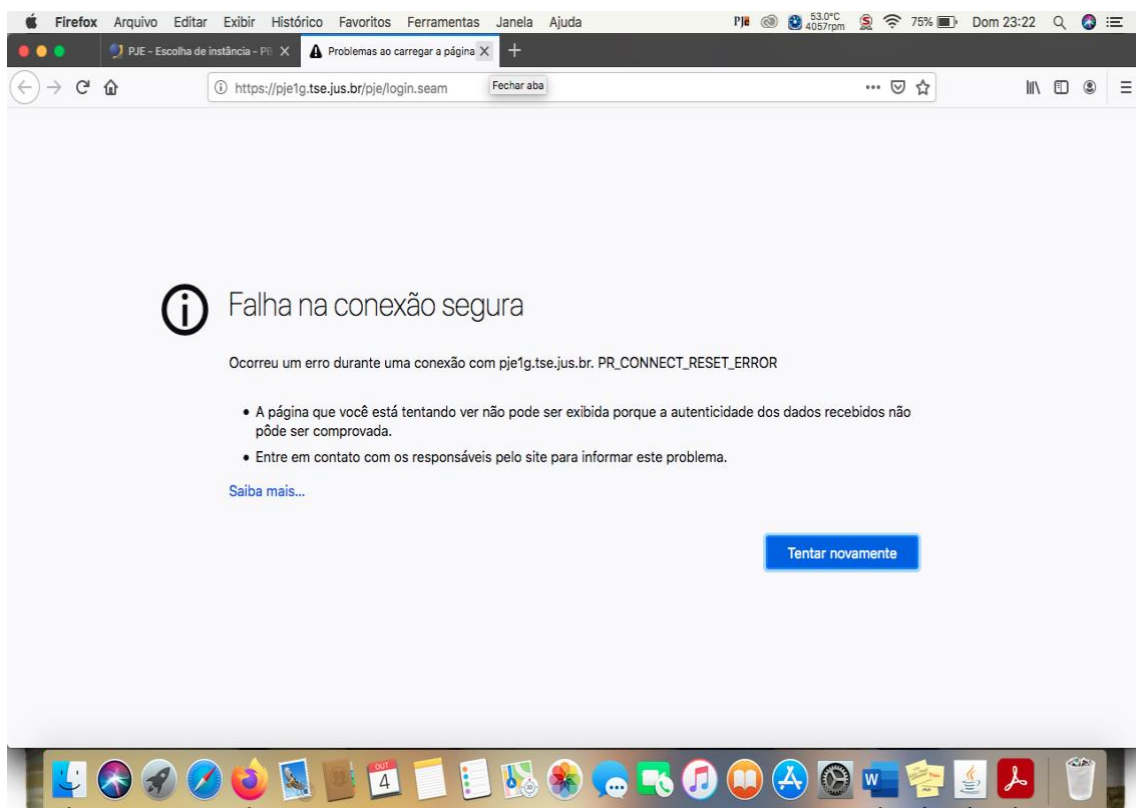 Firefox Arquivo Editar Exibir Histórico Favoritos Ferramentas Janela Ajuda PJe 53.0°C 4057rpm 75% Dom 23:22
PJE - Escolha de instância - PE Problemas ao carregar a página
https://pje1g.tse.jus.br/pje/login.seam Fechar aba
Falha na conexão segura
Ocorreu um erro durante uma conexão com pje1g.tse.jus.br. PR_CONNECT_RESET_ERROR
• A página que você está tentando ver não pode ser exibida porque a autenticidade dos dados recebidos não
pôde ser comprovada.
• Entre em contato com os responsáveis pelo site para informar este problema.
Saiba mais...
Tentar novamente
OUT
4
W